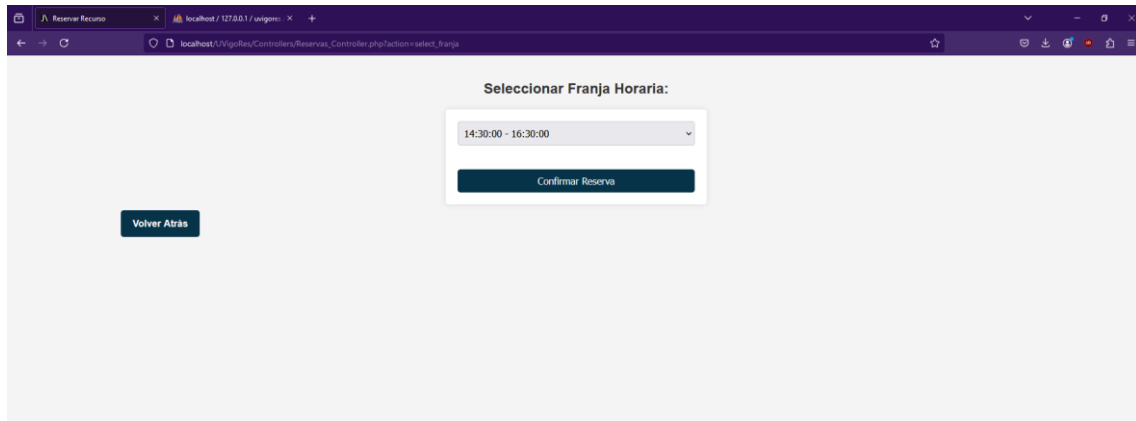 Reservar Recurso
localhost / 127.0.0.1 / uvigores
localhost/UVigoRes/Controllers/Reservas_Controller.php?action=select_franja
Seleccionar Franja Horaria:
14:30:00 - 16:30:00
Confirmar Reserva
Volver Atrás